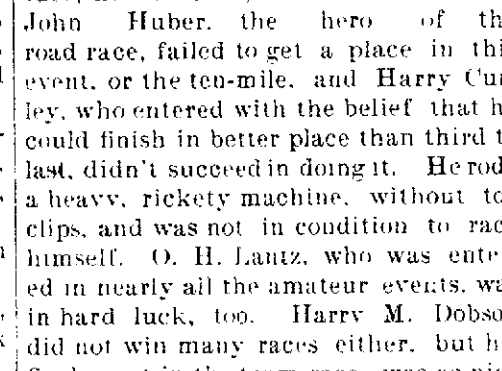 John Huber. the hero of th
road race, failed to get a place in thi
event. or the ten-mile. and Harry Cur
ley, who entered with the belief that h
could finish in better place than third t
last, didn't succeed in doing it. He rod
a heavy, rickety machine, without to
clips, and was not in condition to rac
himself. O. H. Lantz, who was ente
ed in nearly all the amateur events, wa
in hard luck, too. Harry M. Dobso
did not win many races either, but h